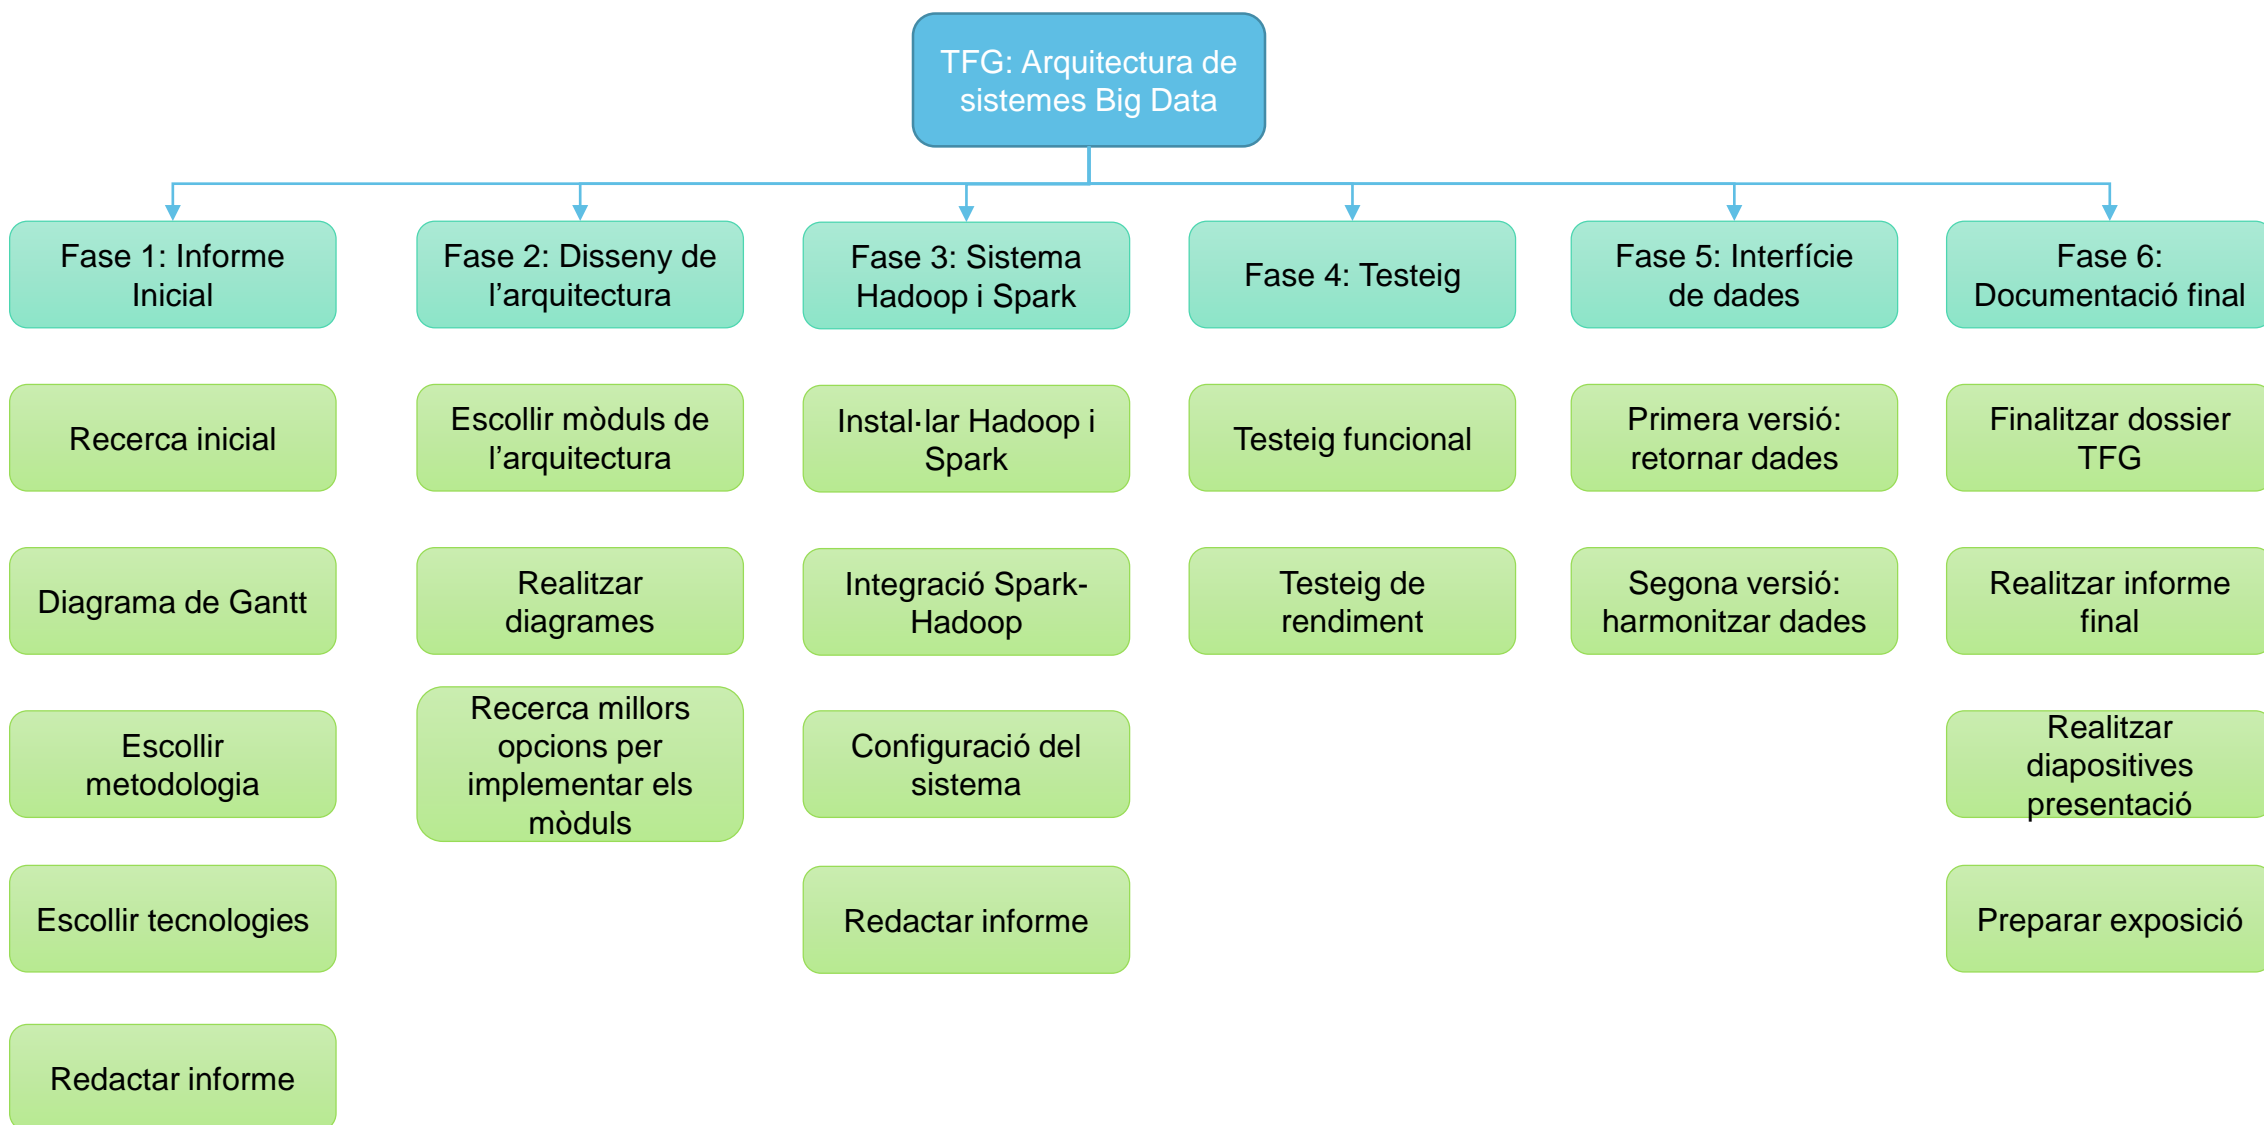 TFG: Arquitectura de
sistemes Big Data
Fase 1: Informe
Inicial
Fase 2: Disseny de
l’arquitectura
Fase 3: Sistema
Hadoop i Spark
Fase 4: Testeig
Fase 5: Interfície
de dades
Fase 6:
Documentació final
Recerca inicial
Escollir mòduls de
l’arquitectura
Instal·lar Hadoop i
Spark
Testeig funcional
Primera versió:
retornar dades
Finalitzar dossier
TFG
Diagrama de Gantt
Realitzar
diagrames
Integració Spark-
Hadoop
Testeig de
rendiment
Segona versió:
harmonitzar dades
Realitzar informe
final
Escollir
metodologia
Recerca millors
opcions per
implementar els
mòduls
Configuració del
sistema
Realitzar
diapositives
presentació
Escollir tecnologies
Redactar informe
Preparar exposició
Redactar informe